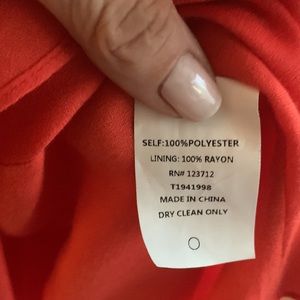 SELF:100%POLYESTER
LINING: 100% RAYON
RN# 123712
T1941998
MADE IN CHINA
DRY CLEAN ONLY